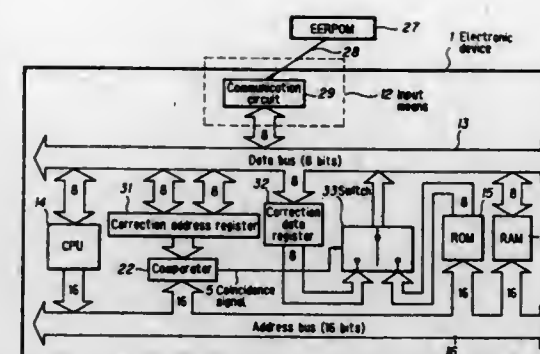 EERPOM
27
1 Electronic
device
28
Communication
circuit
29
12 Input
means
8
13
Data bus (8 bits)
14
8
31
8
8
32
8
33 Switch
8
15
8
CPU
Correction address register
Correction
data
register
ROM
RAM
22
Comparator
8
16
5 Coincidence
signal
16
16
16
Address bus (16 bits)
16